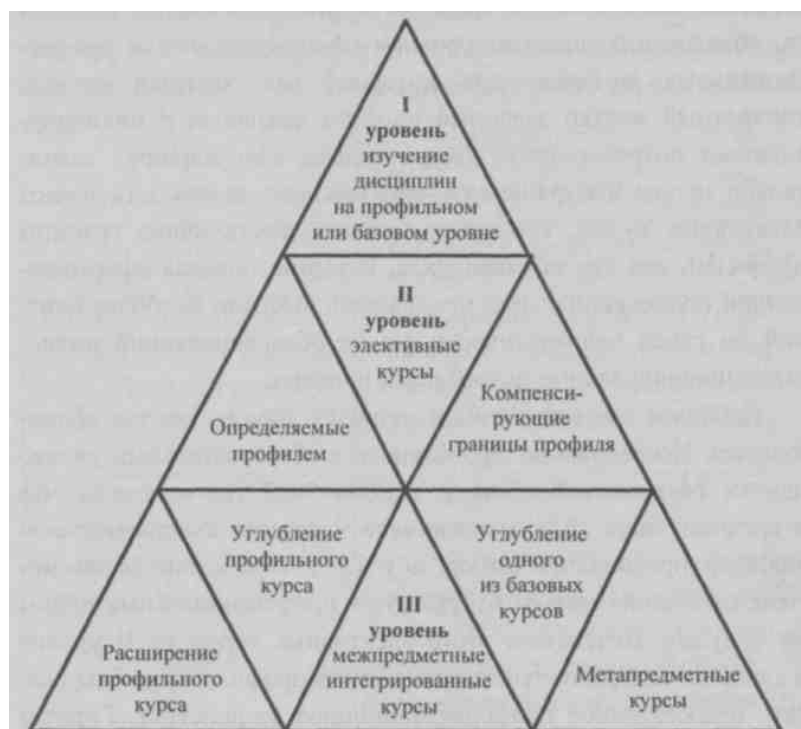 I
уровень
изучение
дисциплин
на профильном
или базовом уровне
II
уровень
элективные
курсы
Определяемые
профилем
Компенси-
рующие
границы профиля
Углубление
профильного
курса
Углубление
одного
из базовых
курсов
Расширение
профильного
курса
III
уровень
межпредметные
интегрированные
курсы
Метапредметные
курсы